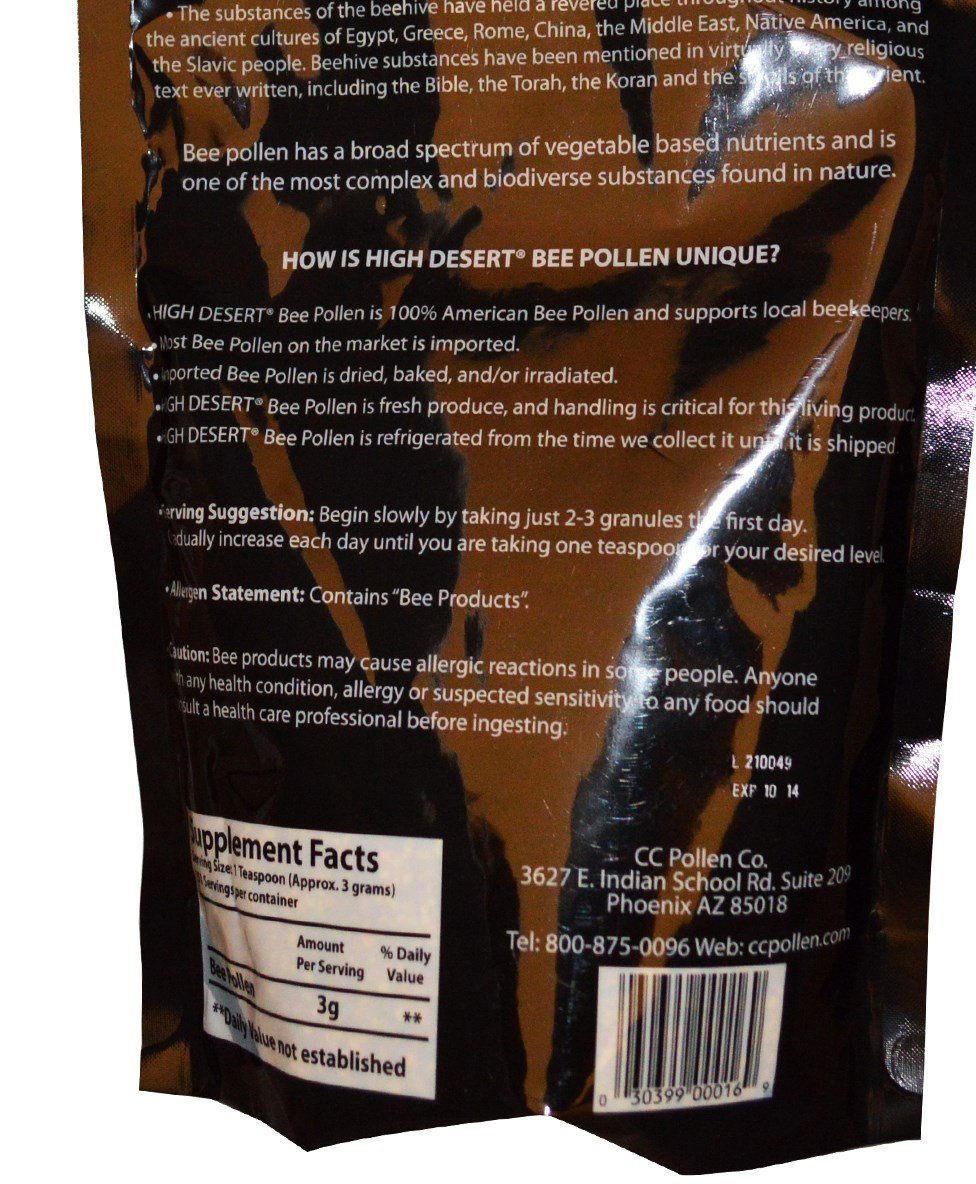 • The substances of the beehive have held a revered place throughout history among
the ancient cultures of Egypt, Greece, Rome, China, the Middle East, Native America, and
the Slavic people. Beehive substances have been mentioned in virtually every religious
text ever written, including the Bible, the Torah, the Koran and the
Bee pollen has a broad spectrum of vegetable based nutrients and is
one of the most complex and biodiverse substances found in nature.
HOW IS HIGH DESERT® BEE POLLEN UNIQUE?
• HIGH DESERT® Bee Pollen is 100% American Bee Pollen and supports local beekeepers.
• Most Bee Pollen on the market is imported.
• Imported Bee Pollen is dried, baked, and/or irradiated.
• HIGH DESERT® Bee Pollen is fresh produce, and handling is critical for this living product.
• HIGH DESERT® Bee Pollen is refrigerated from the time we collect it until it is shipped
• Serving Suggestion: Begin slowly by taking just 2-3 granules the first day.
Gradually increase each day until you are taking one teaspoon or your desired level.
• Allergen Statement: Contains “Bee Products”.
Caution: Bee products may cause allergic reactions in some people. Anyone
with any health condition, allergy or suspected sensitivity to any food should
consult a health care professional before ingesting.
L 210049
EXP 10 14
Supplement Facts
Serving Size: 1 Teaspoon (Approx. 3 grams)
Servings per container
Amount Per Serving
% Daily Value
Bee Pollen
3g
**
**Daily Value not established
CC Pollen Co.
3627 E. Indian School Rd. Suite 209
Phoenix AZ 85018
Tel: 800-875-0096 Web: ccpollen.com
0 30399 00016 9